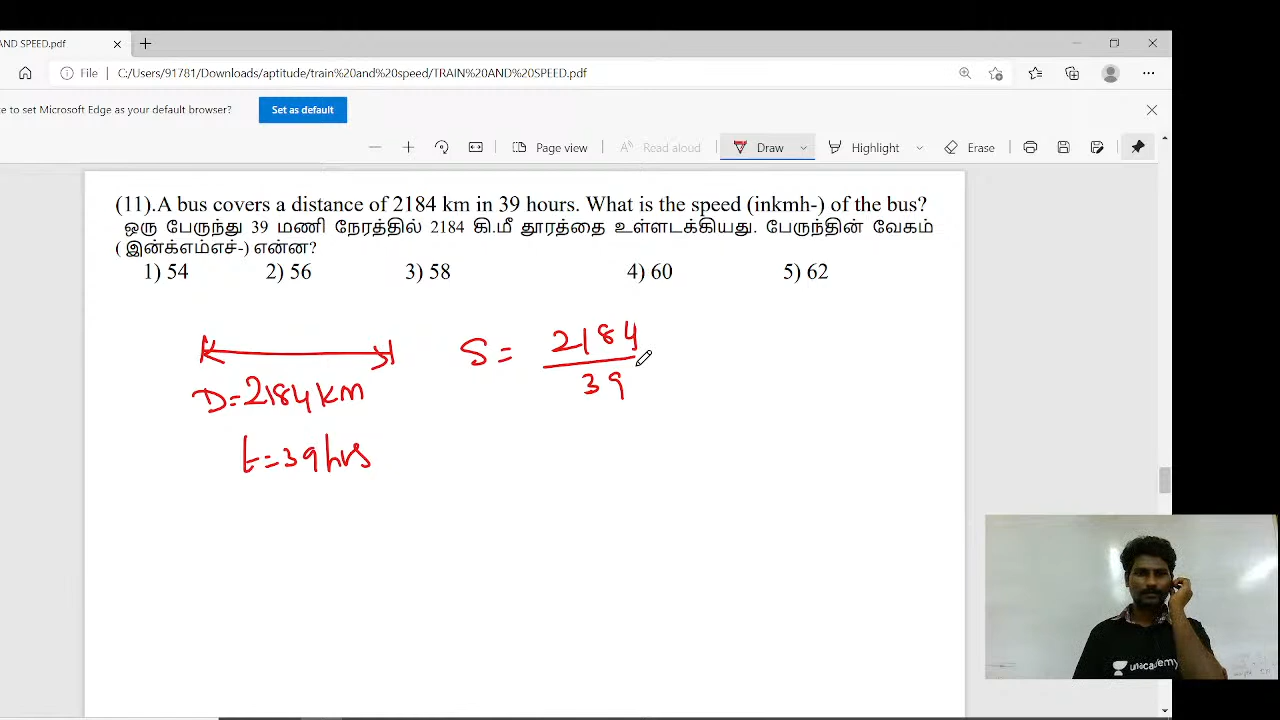 AND SPEED.pdf
File C:/Users/91781/Downloads/aptitude/train%20and%20speed/TRAIN%20AND%20SPEED.pdf
e to set Microsoft Edge as your default browser? Set as default
Page view Read aloud Draw Highlight Erase
(11).A bus covers a distance of 2184 km in 39 hours. What is the speed (inkmh-) of the bus?
ஒரு பேருந்து 39 மணி நேரத்தில் 2184 கி.மீ தூரத்தை உள்ளடக்கியது. பேருந்தின் வேகம்
( இன்க்எம்எச்-) என்ன?
1) 54 2) 56 3) 58 4) 60 5) 62
S = 2184
39
D=2184km
t=39hrs
unacademy